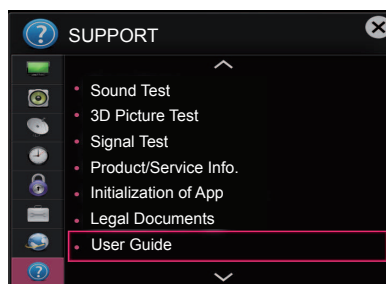 SUPPORT
Sound Test
3D Picture Test
Signal Test
Product/Service Info.
Initialization of App
Legal Documents
User Guide